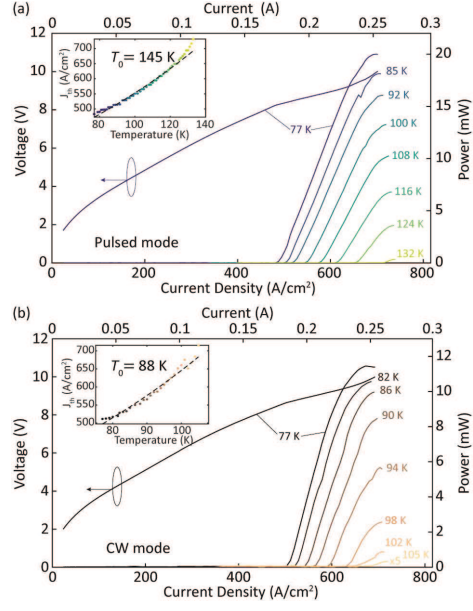 Current (A)
(a)
0 0.05 0.1 0.15 0.2 0.25 0.3
12
10
8
6
4
2
0
Voltage (V)
700
650
600
550
500
Jth (A/cm²)
T0= 145 K
80 100 120 140
Temperature (K)
77 K
85 K
92 K
100 K
108 K
116 K
124 K
132 K
20
15
10
5
0
Power (mW)
Pulsed mode
0 200 400 600 800
Current Density (A/cm²)
Current (A)
(b)
0 0.05 0.1 0.15 0.2 0.25 0.3
12
10
8
6
4
2
0
Voltage (V)
700
650
600
550
500
Jth (A/cm²)
T0= 88 K
80 90 100
Temperature (K)
77 K
82 K
86 K
90 K
94 K
98 K
102 K
105 K
x5
12
10
8
6
4
2
0
Power (mW)
CW mode
0 200 400 600 800
Current Density (A/cm²)